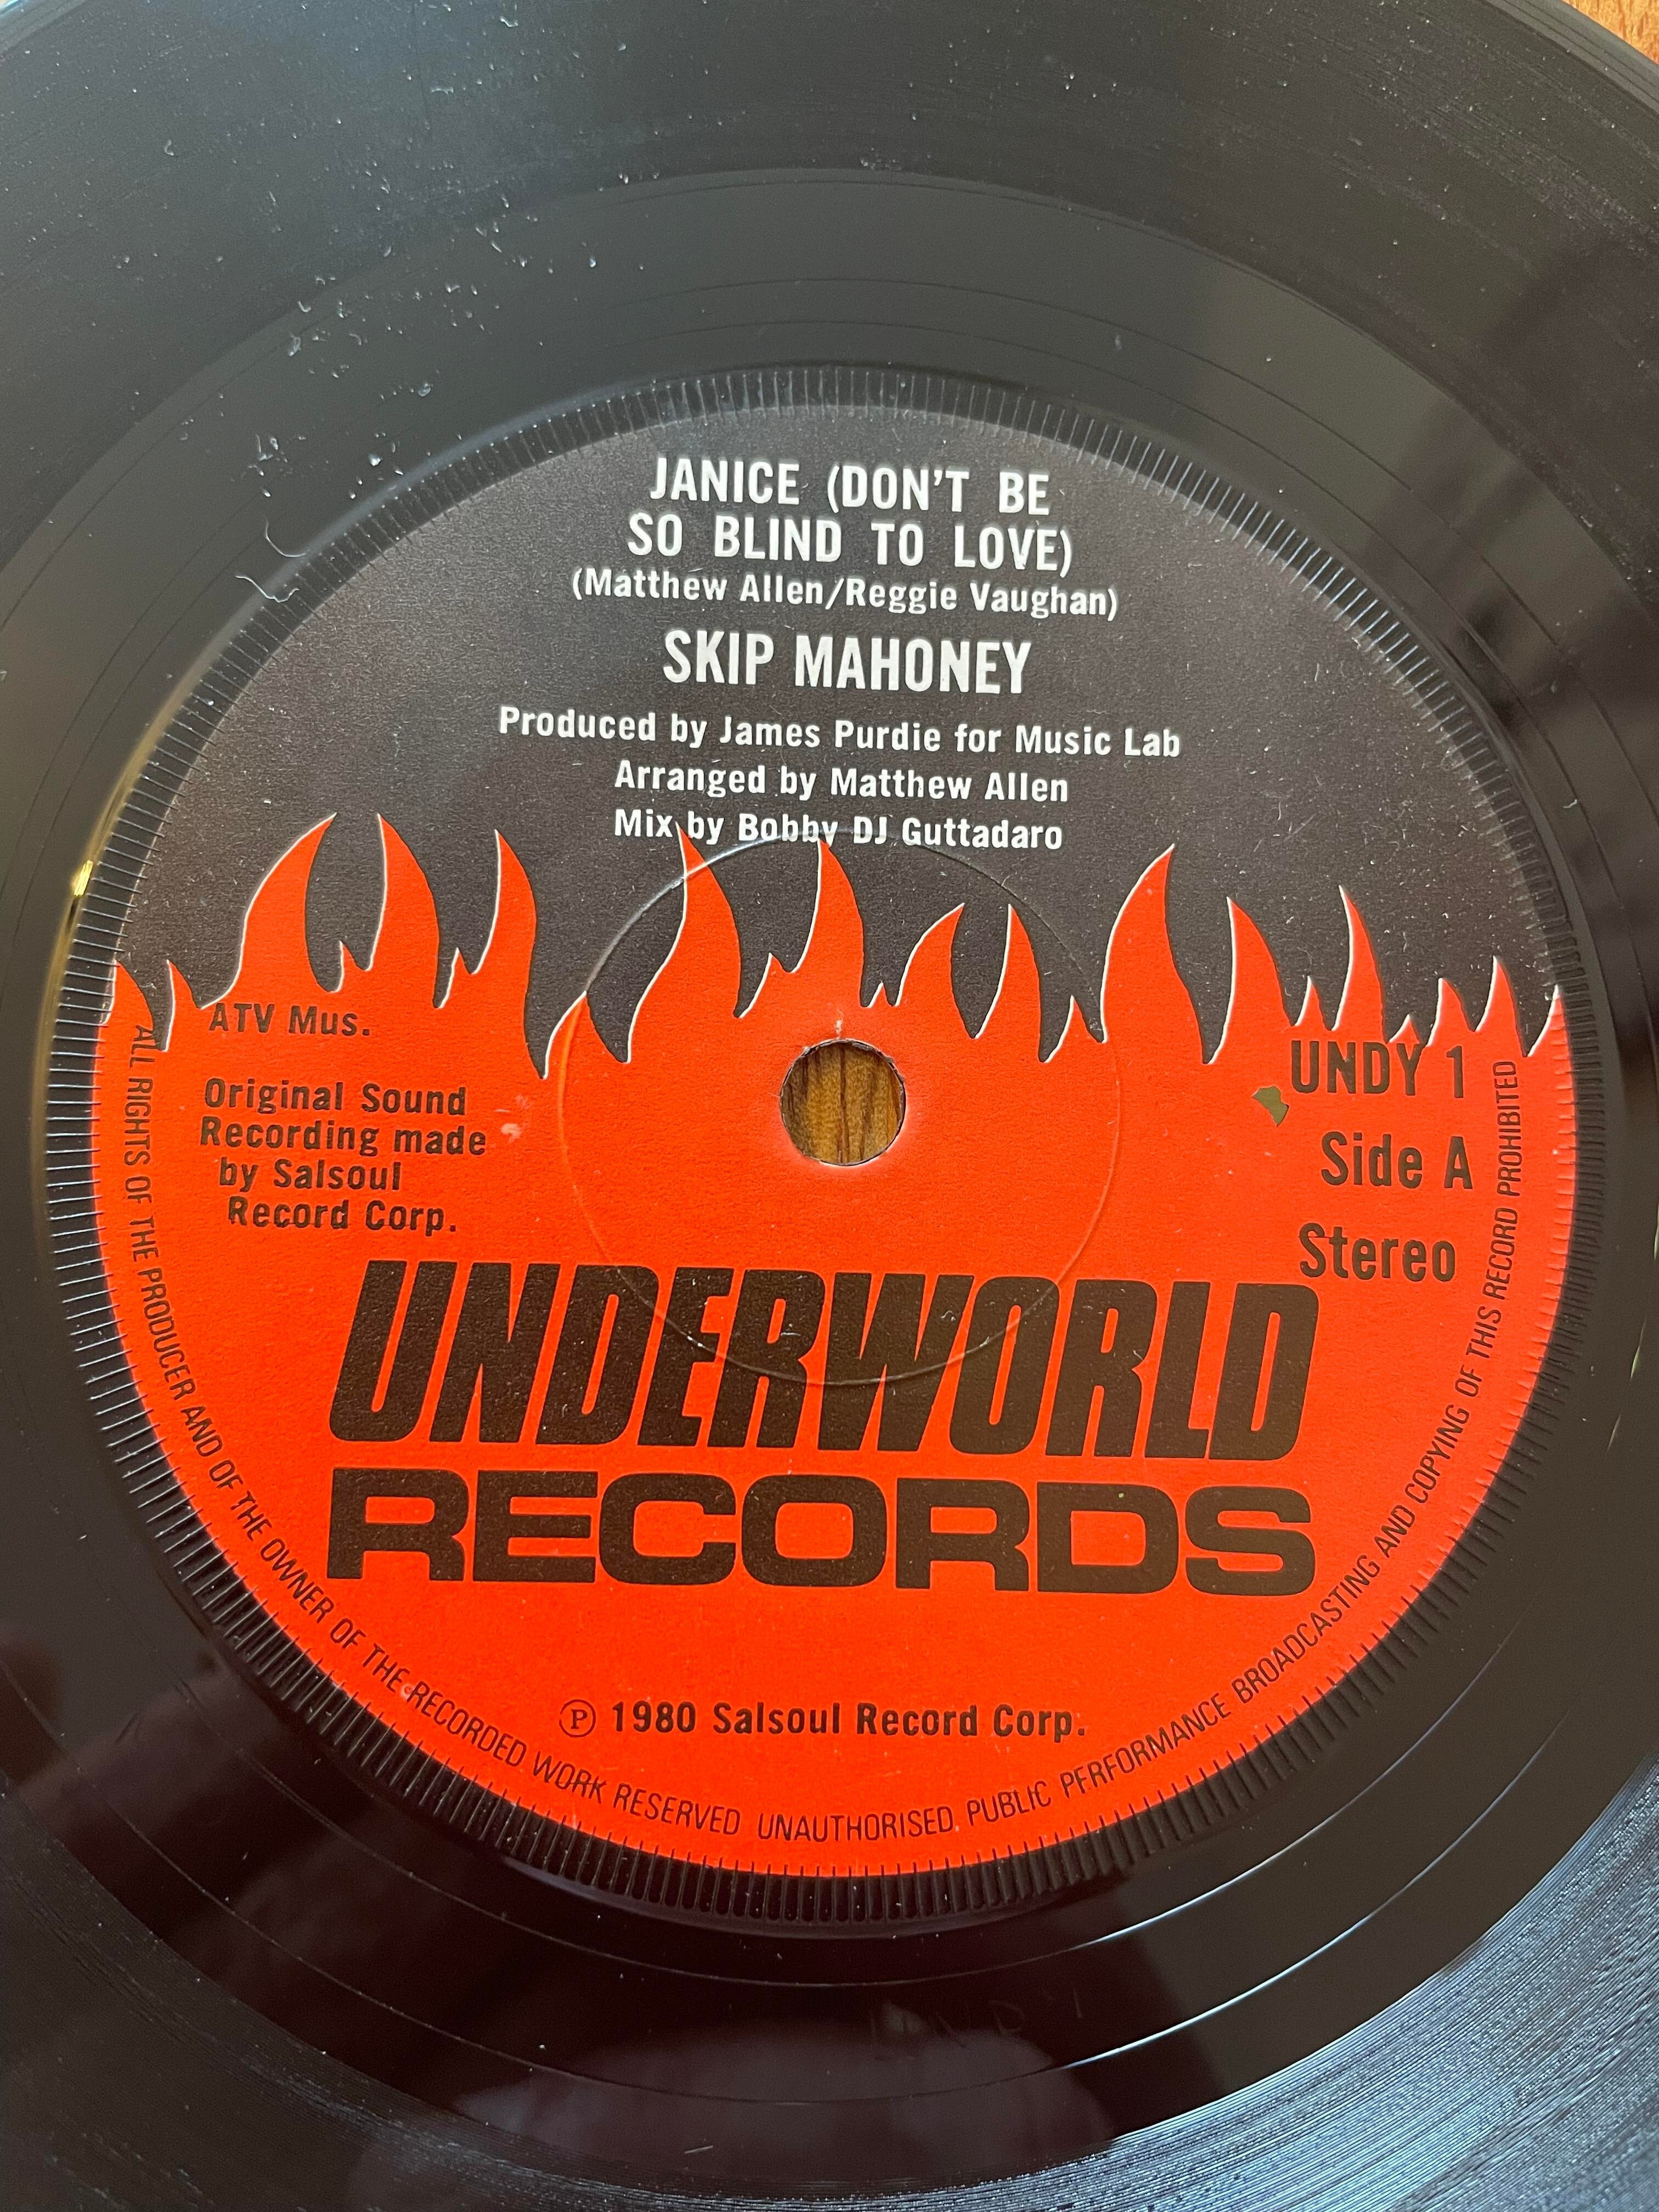 JANICE (DON'T BE
SO BLIND TO LOVE)
(Matthew Allen/Reggie Vaughan)
SKIP MAHONEY
Produced by James Purdie for Music Lab
Arranged by Matthew Allen
Mix by Bobby DJ Guttadaro
ATV Mus.
Original Sound
Recording made
by Salsoul
Record Corp.
UNDY 1
Side A
Stereo
UNDERWORLD
RECORDS
Ⓟ 1980 Salsoul Record Corp.
ALL RIGHTS OF THE PRODUCER AND OF THE OWNER OF THE RECORDED WORK RESERVED UNAUTHORISED PUBLIC PERFORMANCE BROADCASTING AND COPYING OF THIS RECORD PROHIBITED